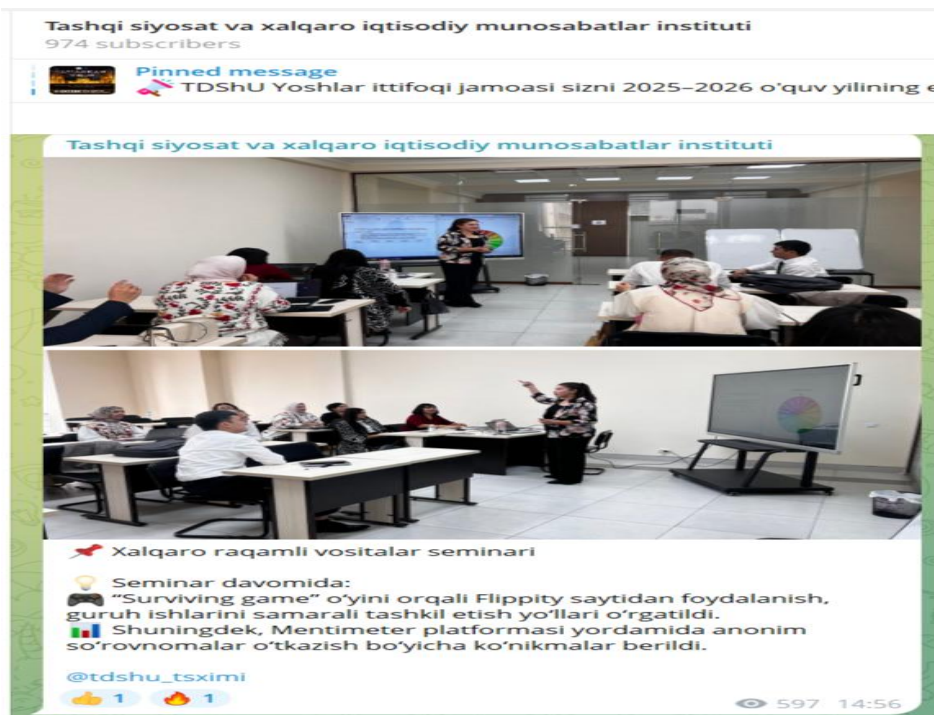 Tashqi siyosat va xalqaro iqtisodiy munosabatlar instituti
974 subscribers
Pinned message
TDShU Yoshlar ittifoqi jamoasi sizni 2025–2026 o'quv yilining e
Tashqi siyosat va xalqaro iqtisodiy munosabatlar instituti
Xalqaro raqamli vositalar seminari
Seminar davomida:
“Surviving game” o‘yini orqali Flippity saytidan foydalanish,
guruh ishlarini samarali tashkil etish yo‘llari o‘rgatildi.
Shuningdek, Mentimeter platformasi yordamida anonim
so‘rovnomalar o‘tkazish bo‘yicha ko‘nikmalar berildi.
@tdshu_tsximi
1 1
597 14:56